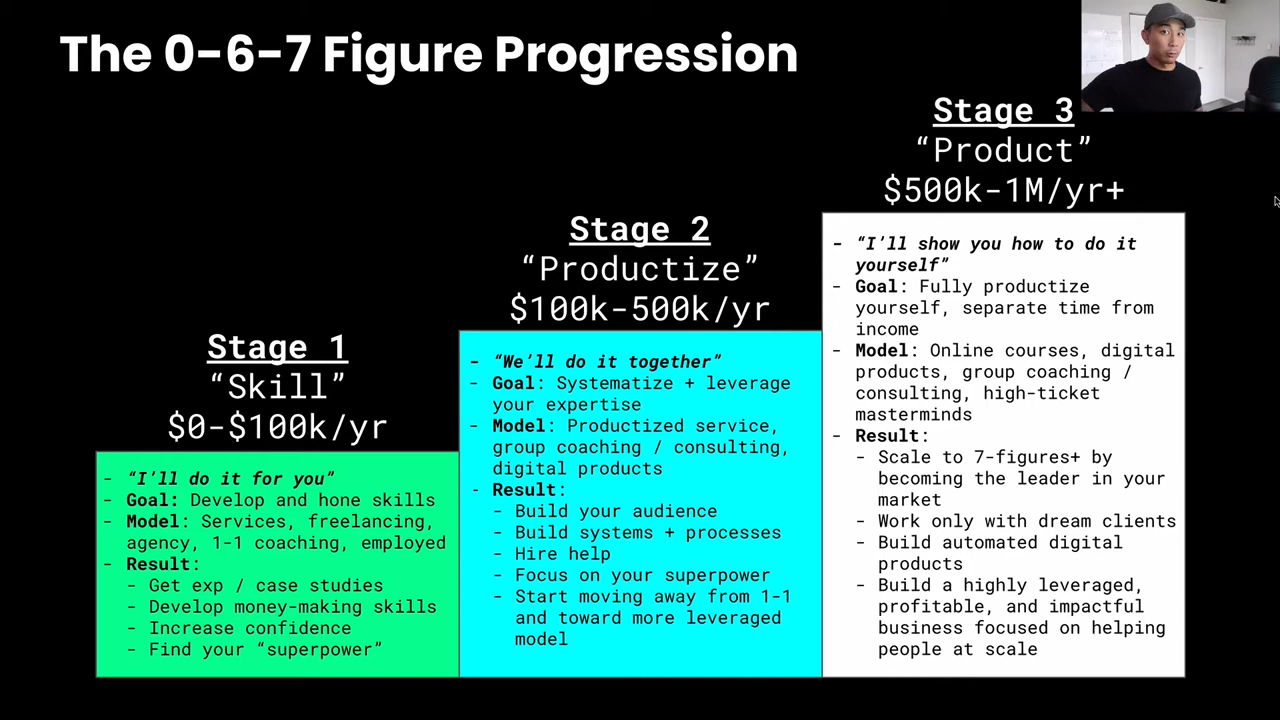 The 0-6-7 Figure Progression
Stage 1
“Skill”
$0-$100k/yr
- “I’ll do it for you”
- Goal: Develop and hone skills
- Model: Services, freelancing,
agency, 1-1 coaching, employed
- Result:
- Get exp / case studies
- Develop money-making skills
- Increase confidence
- Find your “superpower”
Stage 2
“Productize”
$100k-500k/yr
- “We’ll do it together”
- Goal: Systematize + leverage
your expertise
- Model: Productized service,
group coaching / consulting,
digital products
- Result:
- Build your audience
- Build systems + processes
- Hire help
- Focus on your superpower
- Start moving away from 1-1
and toward more leveraged
model
Stage 3
“Product”
$500k-1M/yr+
- “I’ll show you how to do it
yourself”
- Goal: Fully productize
yourself, separate time from
income
- Model: Online courses, digital
products, group coaching /
consulting, high-ticket
masterminds
- Result:
- Scale to 7-figures+ by
becoming the leader in your
market
- Work only with dream clients
- Build automated digital
products
- Build a highly leveraged,
profitable, and impactful
business focused on helping
people at scale